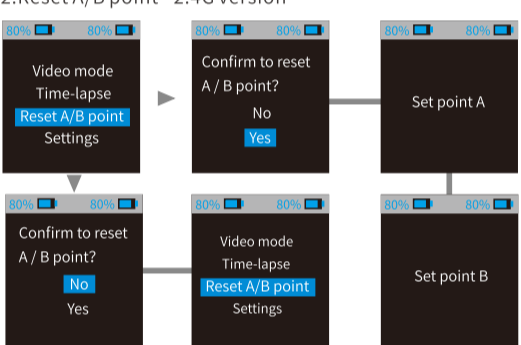 2.Reset A/B point 2.4G version
80% 80%
Video mode
Time-lapse
Reset A/B point
Settings
80% 80%
Confirm to reset
A / B point?
No
Yes
80% 80%
Set point A
80% 80%
Confirm to reset
A / B point?
No
Yes
80% 80%
Video mode
Time-lapse
Reset A/B point
Settings
80% 80%
Set point B